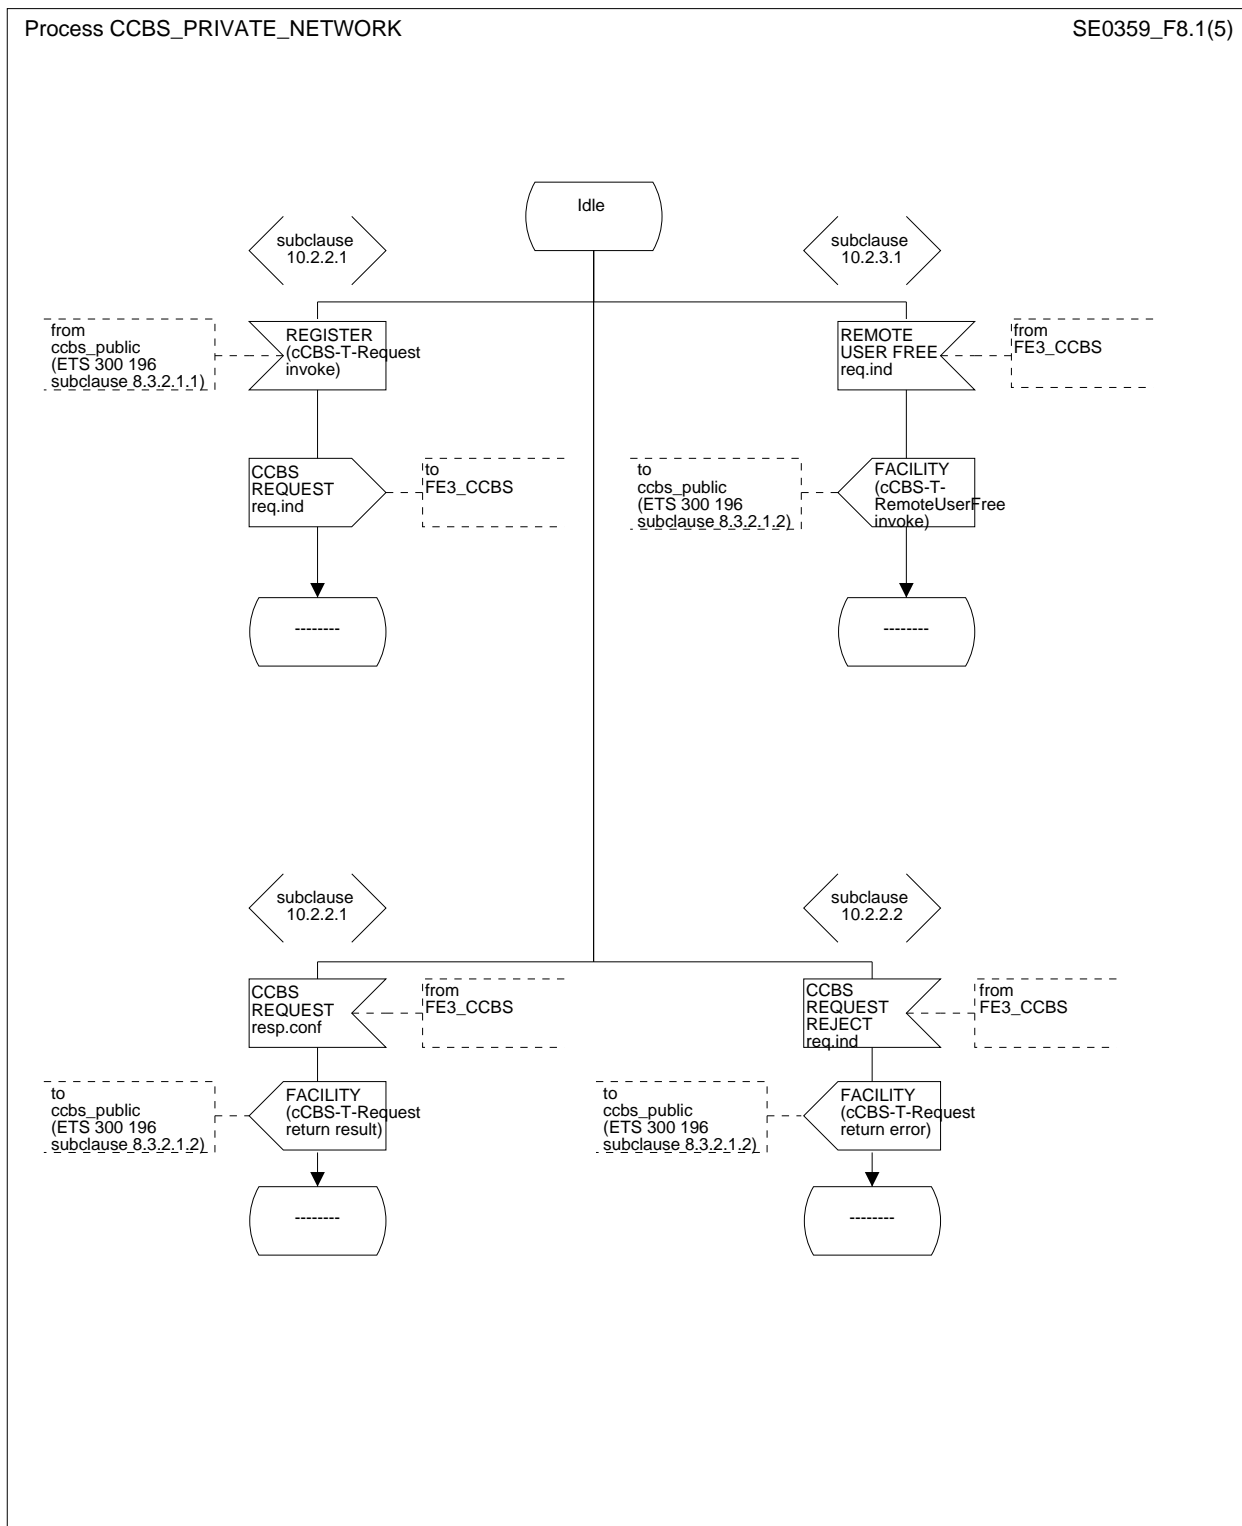 Process CCBS_PRIVATE_NETWORK
SE0359_F8.1(5)
Idle
subclause
10.2.2.1
subclause
10.2.3.1
from
ccbs_public
(ETS 300 196
subclause 8.3.2.1.1)
REGISTER
(cCBS-T-Request
invoke)
REMOTE
USER FREE
req.ind
from
FE3_CCBS
CCBS
REQUEST
req.ind
to
FE3_CCBS
to
ccbs_public
(ETS 300 196
subclause 8.3.2.1.2)
FACILITY
(cCBS-T-
RemoteUserFree
invoke)
--------
--------
subclause
10.2.2.1
subclause
10.2.2.2
CCBS
REQUEST
resp.conf
from
FE3_CCBS
CCBS
REQUEST
REJECT
req.ind
from
FE3_CCBS
to
ccbs_public
(ETS 300 196
subclause 8.3.2.1.2)
FACILITY
(cCBS-T-Request
return result)
to
ccbs_public
(ETS 300 196
subclause 8.3.2.1.2)
FACILITY
(cCBS-T-Request
return error)
--------
--------